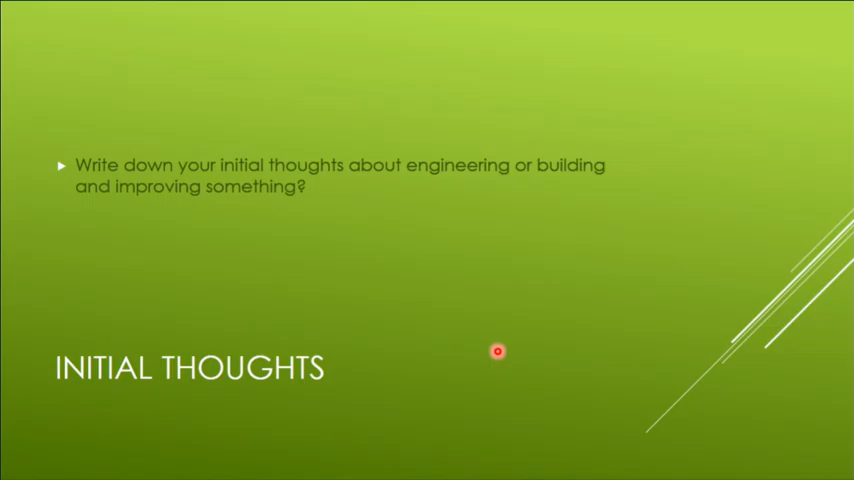 Write down your initial thoughts about engineering or building
and improving something?
INITIAL THOUGHTS